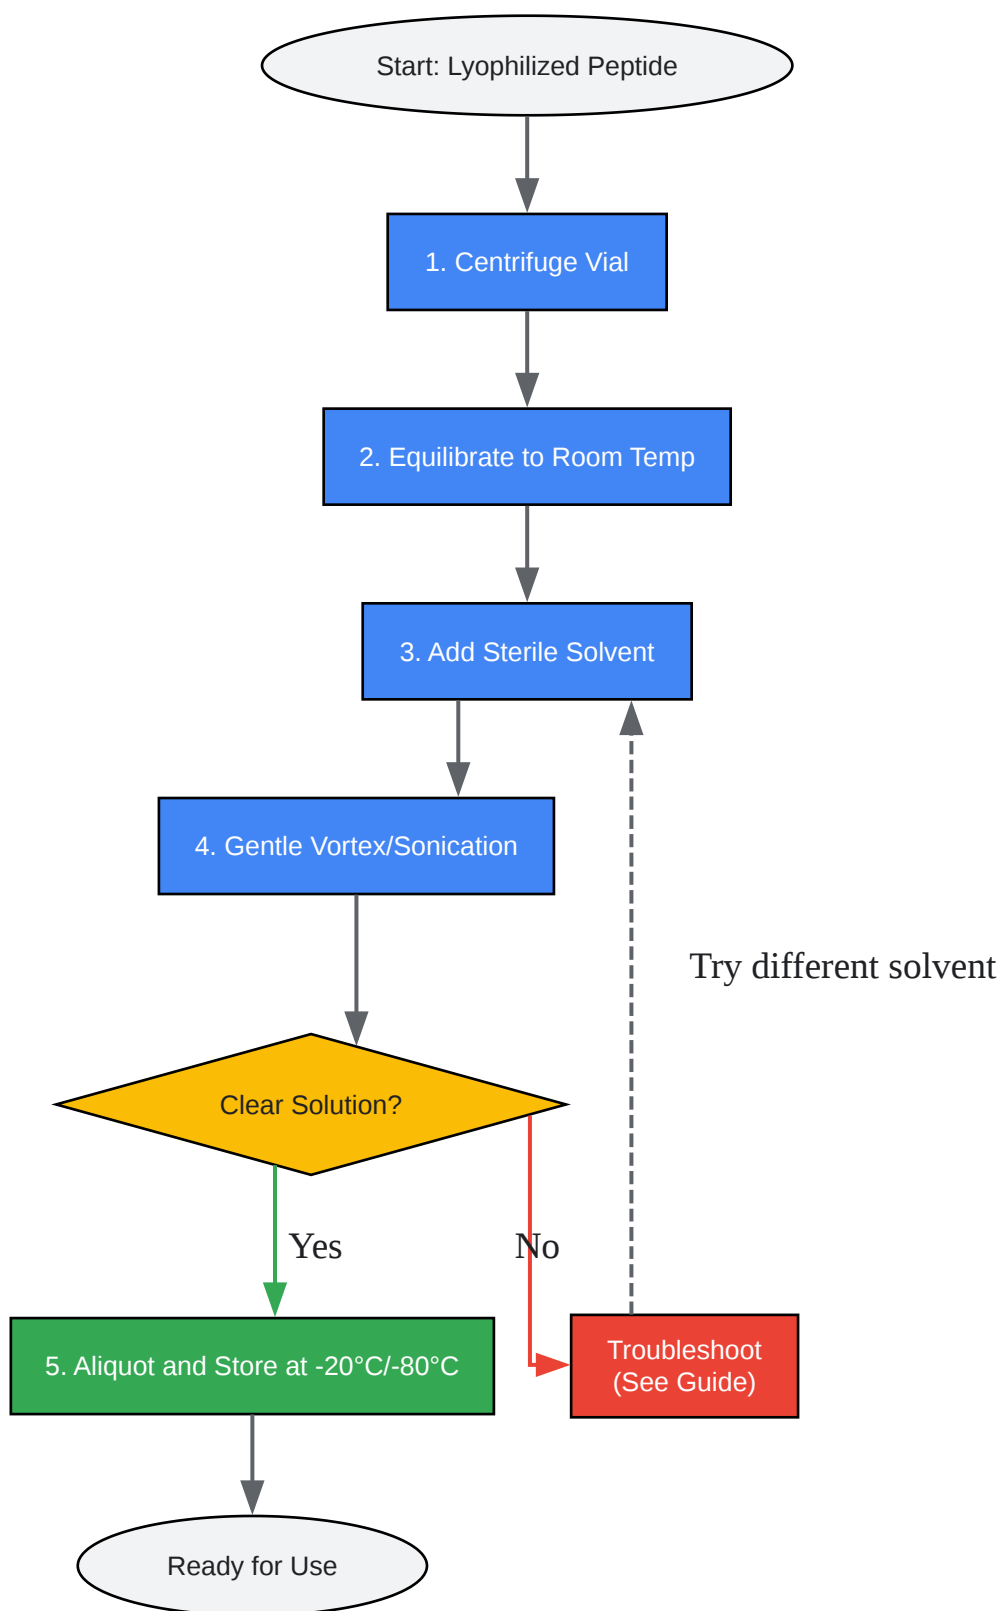 Start: Lyophilized Peptide
1. Centrifuge Vial
2. Equilibrate to Room Temp
3. Add Sterile Solvent
4. Gentle Vortex/Sonication
Try different solvent
Clear Solution?
Yes
No
5. Aliquot and Store at -20°C/-80°C
Troubleshoot
(See Guide)
Ready for Use